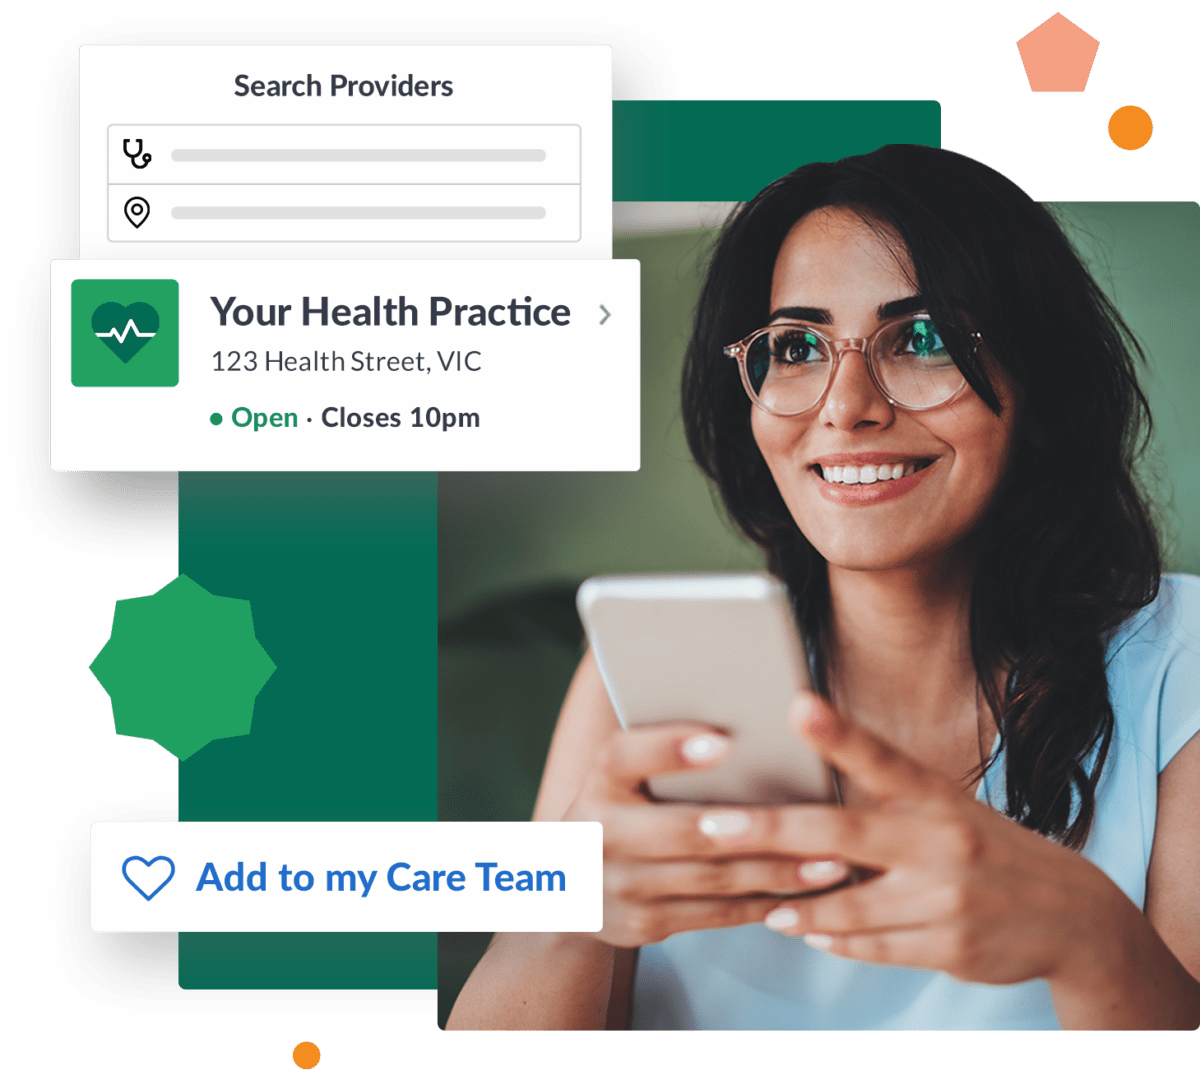 Search Providers
Your Health Practice
123 Health Street, VIC
Open · Closes 10pm
Add to my Care Team